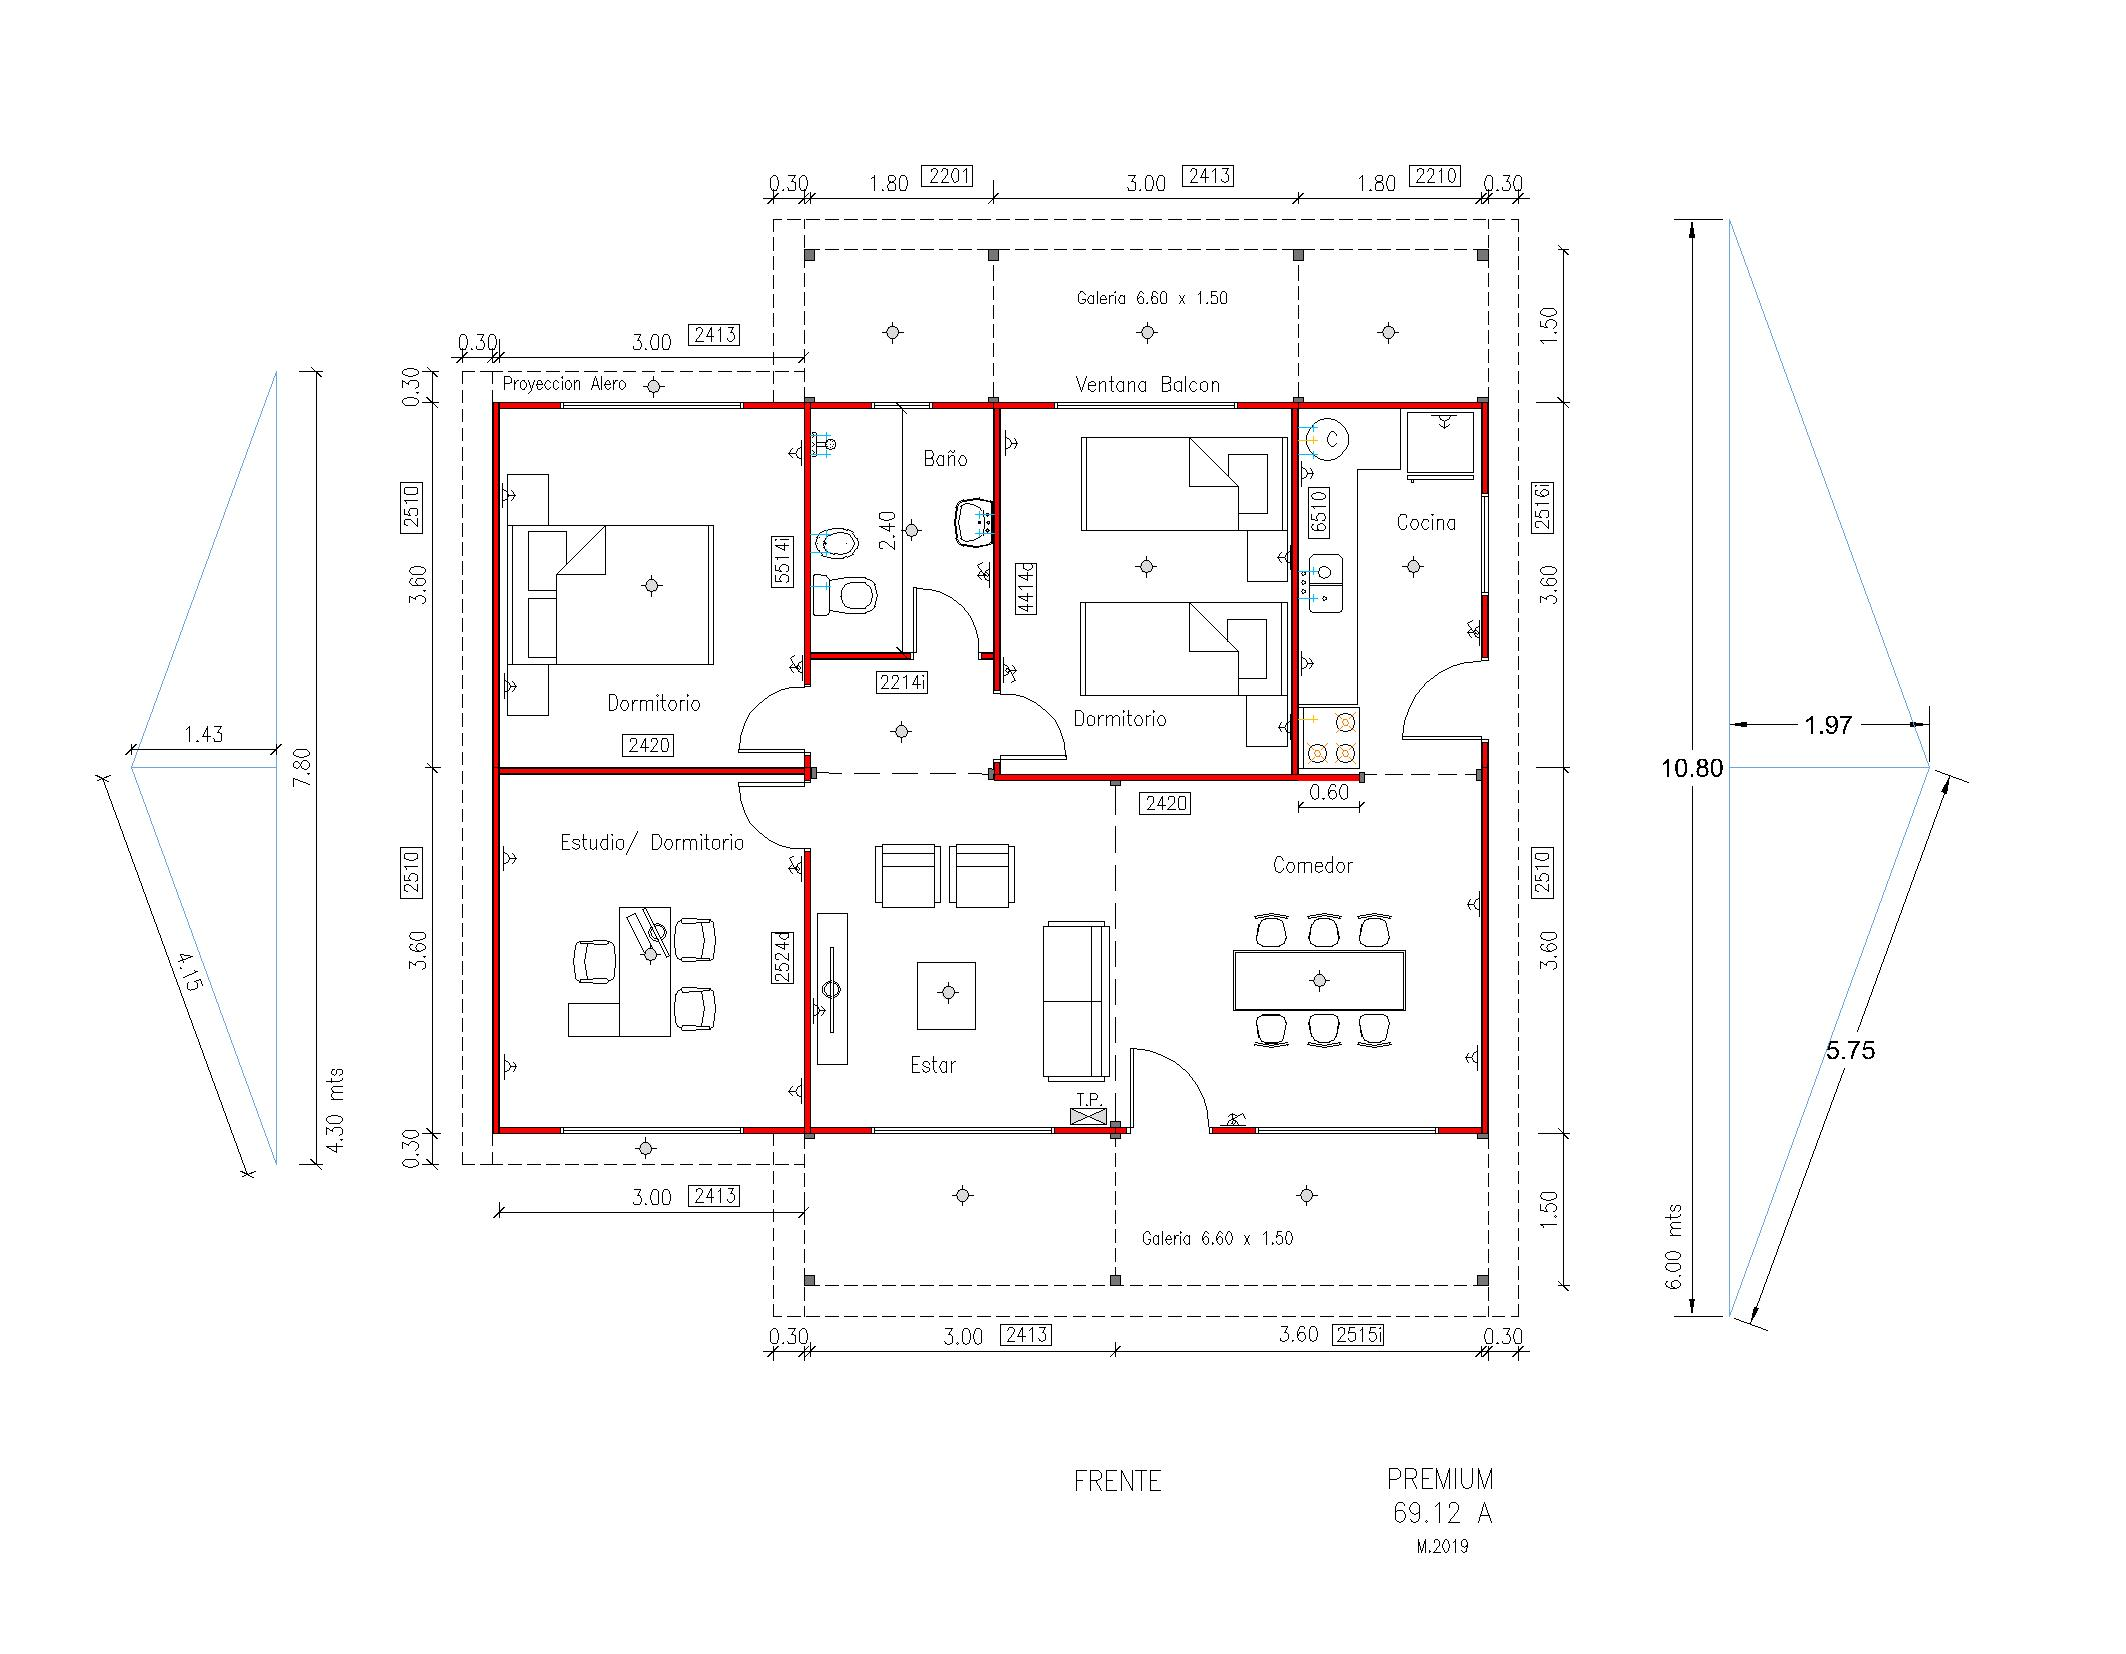 0.30 1.80 2201 3.00 2413 1.80 2210 0.30
Galeria 6.60 x 1.50
1.50
0.30 3.00 2413
0.30
Proyeccion Alero
Ventana Balcon
2510
3.60
5514i
Baño
2.40
4414d
C
6510
Cocina
2516i
3.60
Dormitorio
2420
2214i
Dormitorio
1.43
7.80
4.15
4.30 mts
1.97
10.80
5.75
6.00 mts
2420
0.60
Estudio/ Dormitorio
Comedor
2510
3.60
2524d
2510
3.60
Estar
T.P.
0.30
3.00 2413
1.50
Galeria 6.60 x 1.50
0.30 3.00 2413 3.60 2515i 0.30
FRENTE
PREMIUM
69.12 A
M.2019